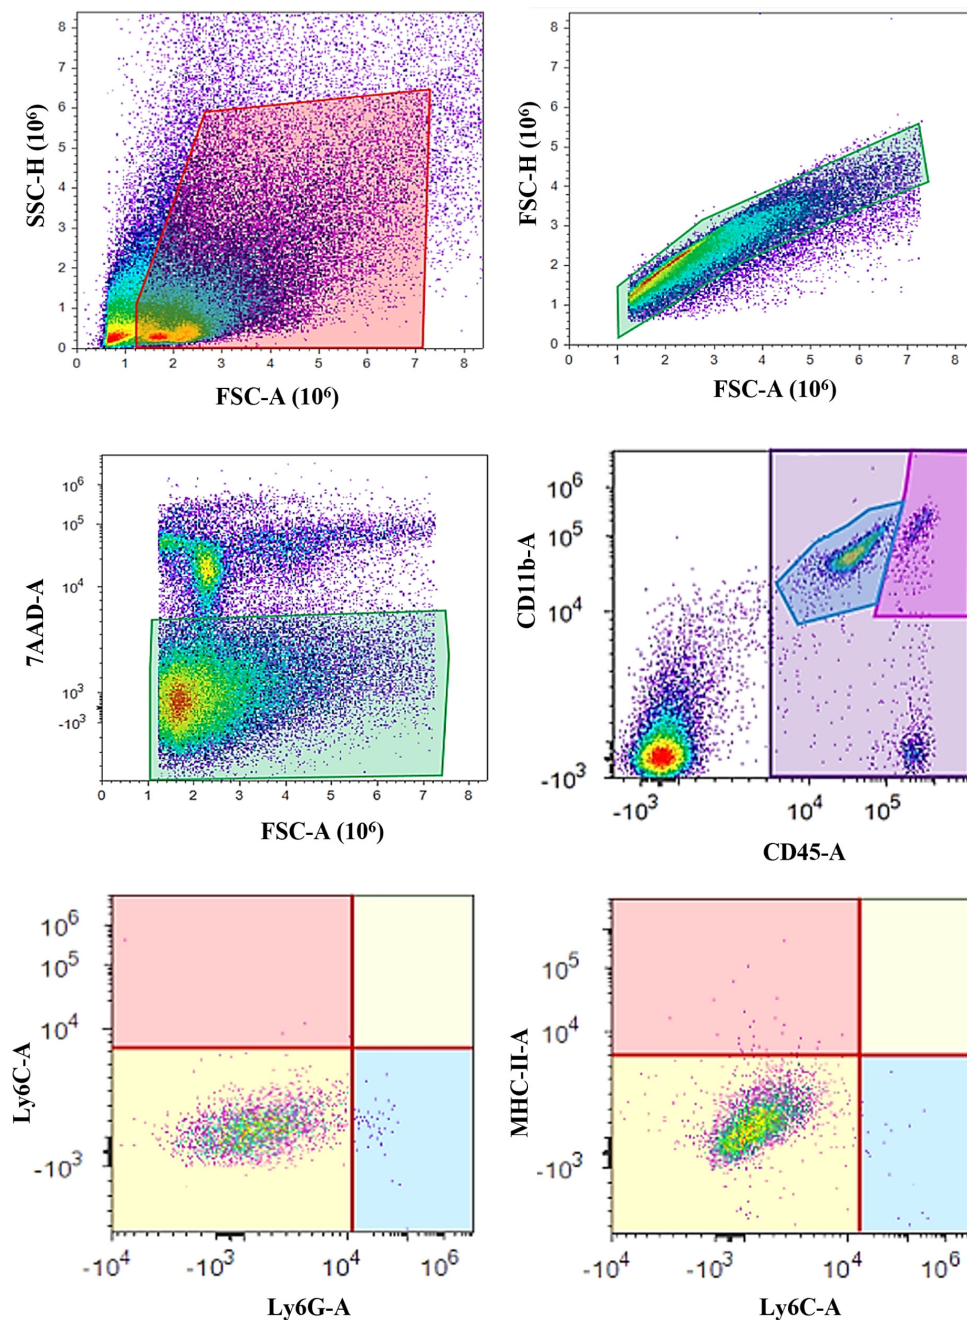 SSC-H (10⁶)
8
7
6
5
4
3
2
1
0
0 1 2 3 4 5 6 7 8
FSC-A (10⁶)
FSC-H (10⁶)
8
7
6
5
4
3
2
1
0
0 1 2 3 4 5 6 7 8
FSC-A (10⁶)
7AAD-A
10⁶
10⁵
10⁴
10³
-10³
0 1 2 3 4 5 6 7 8
FSC-A (10⁶)
CD11b-A
10⁶
10⁵
10⁴
-10³
-10³ 10⁴ 10⁵
CD45-A
Ly6C-A
10⁶
10⁵
10⁴
-10³
-10⁴ -10³ 10⁴ 10⁶
Ly6G-A
MHC-II-A
10⁵
10⁴
-10³
-10⁴ -10³ 10⁴ 10⁶
Ly6C-A